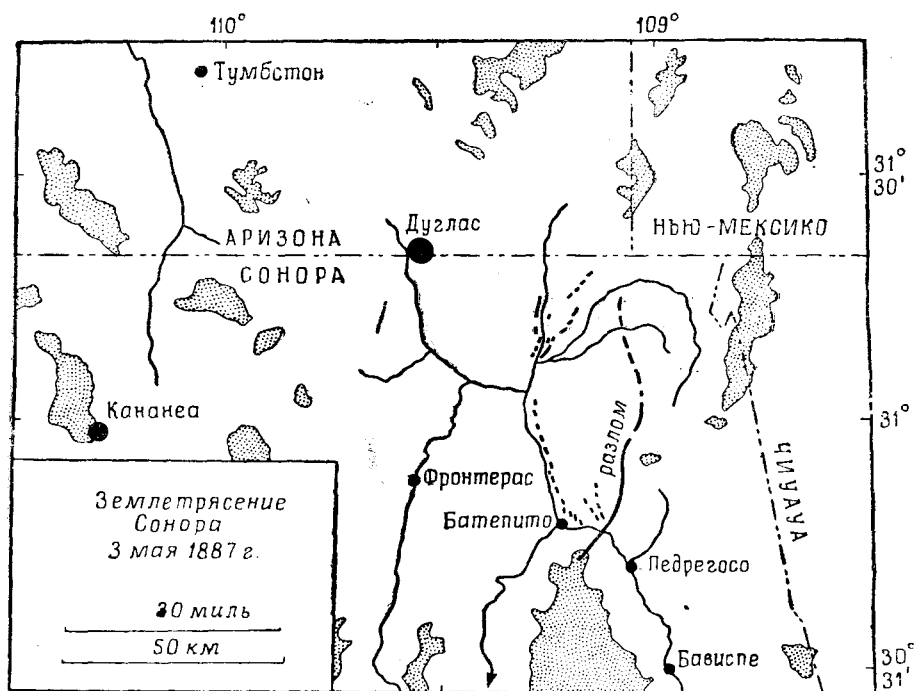 110°
109°
Тумбстон
31°
30'
Дуглас
НЬЮ-МЕКСИКО
АРИЗОНА
СОНОРА
Кананеа
31°
разлом
ЧИУАУА
Фронтерас
Землетрясение
Сонора
3 мая 1887 г.
Батепито
Педрегосо
30 миль
50 км
Бависпе
30°
31'